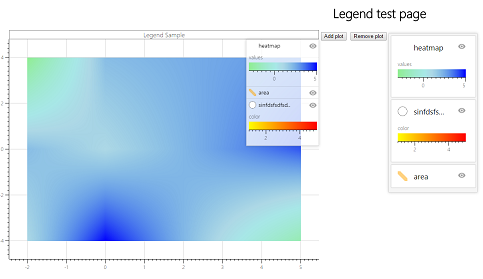 Legend test page
Legend Sample
Add plot
Remove plot
heatmap
values
0
5
area
sinfdsfsdfsd...
color
2
4
heatmap
values
0
5
sinfdsfs...
color
2
4
area
4
2
0
-2
-4
-2
-1
0
1
2
3
4
5